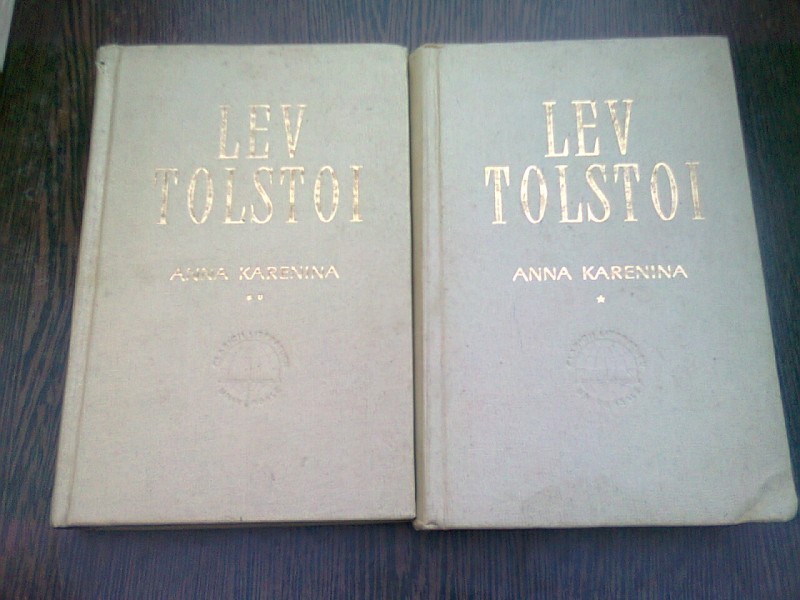 LEV
TOLSTOI
ANNA KARENINA
**
LEV
TOLSTOI
ANNA KARENINA
*